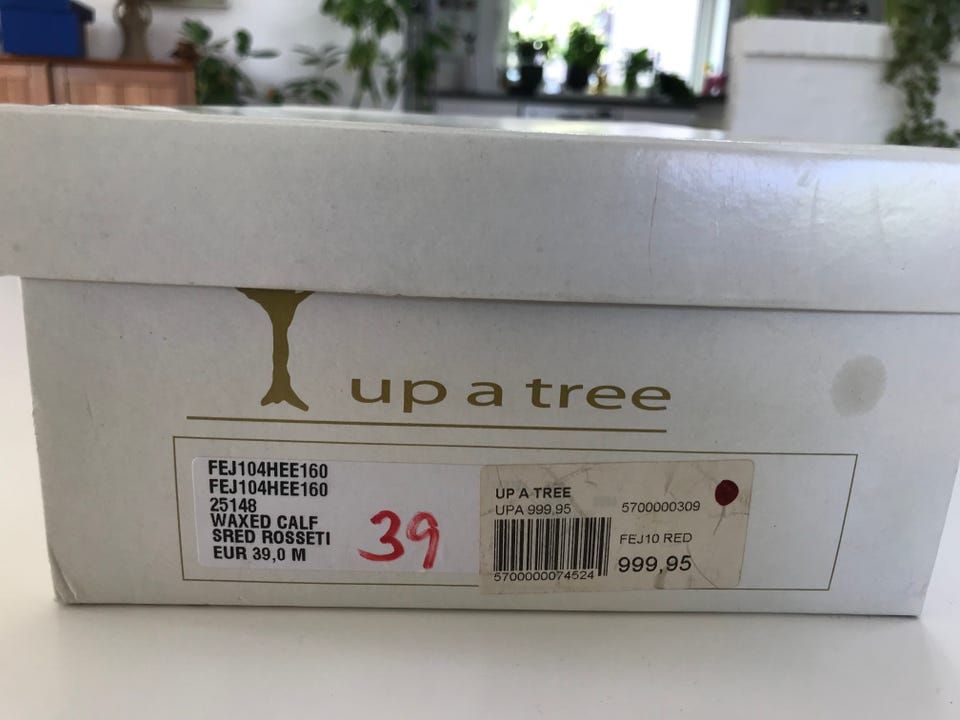 up a tree
FEJ104HEE160
FEJ104HEE160
25148
WAXED CALF
SRED ROSSETI
EUR 39,0 M
39
UP A TREE
UPA 999,95
5700000309
FEJ10 RED
999,95
5700000074524